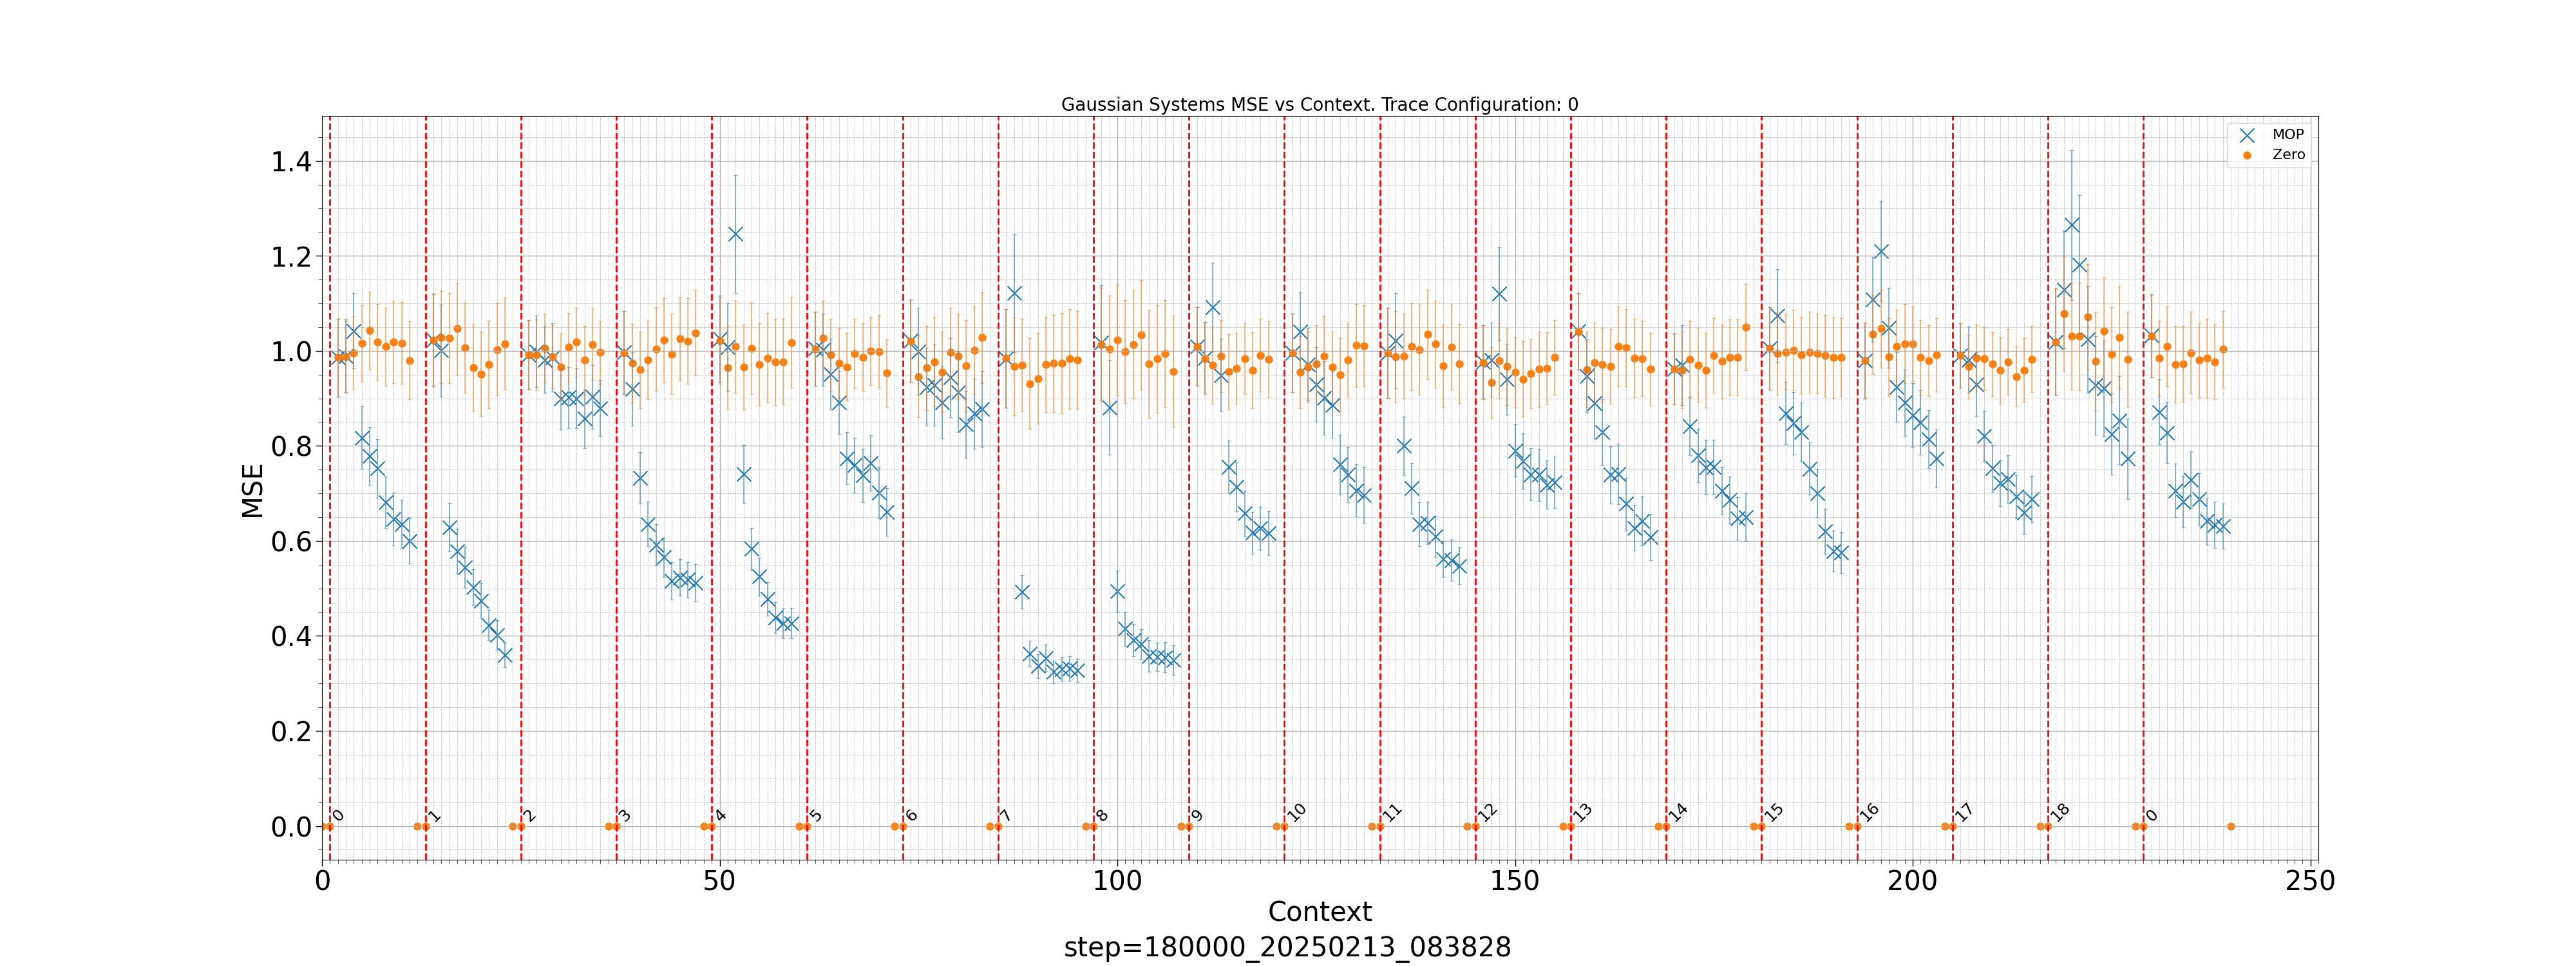 Gaussian Systems MSE vs Context. Trace Configuration: 0
MOP
Zero
MSE
1.4
1.2
1.0
0.8
0.6
0.4
0.2
0.0
0 1 2 3 4 5 6 7 8 9 10 11 12 13 14 15 16 17 18 0
0 50 100 150 200 250
Context
step=180000_20250213_083828